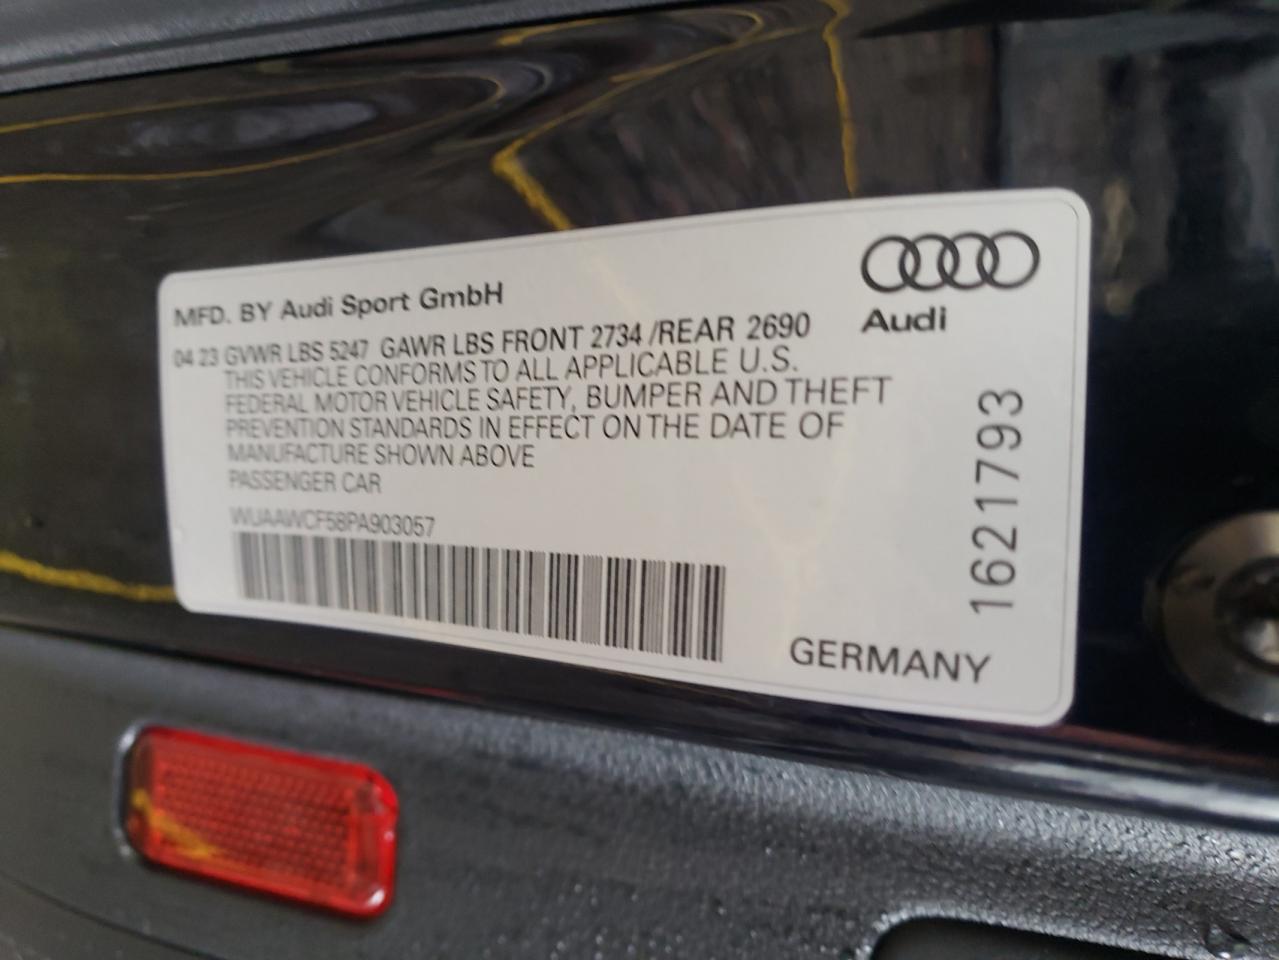 MFD. BY Audi Sport GmbH
04 23 GVWR LBS 5247 GAWR LBS FRONT 2734 /REAR 2690
THIS VEHICLE CONFORMS TO ALL APPLICABLE U.S.
FEDERAL MOTOR VEHICLE SAFETY, BUMPER AND THEFT
PREVENTION STANDARDS IN EFFECT ON THE DATE OF
MANUFACTURE SHOWN ABOVE
PASSENGER CAR
WUAAWCF58PA903057
Audi
1621793
GERMANY